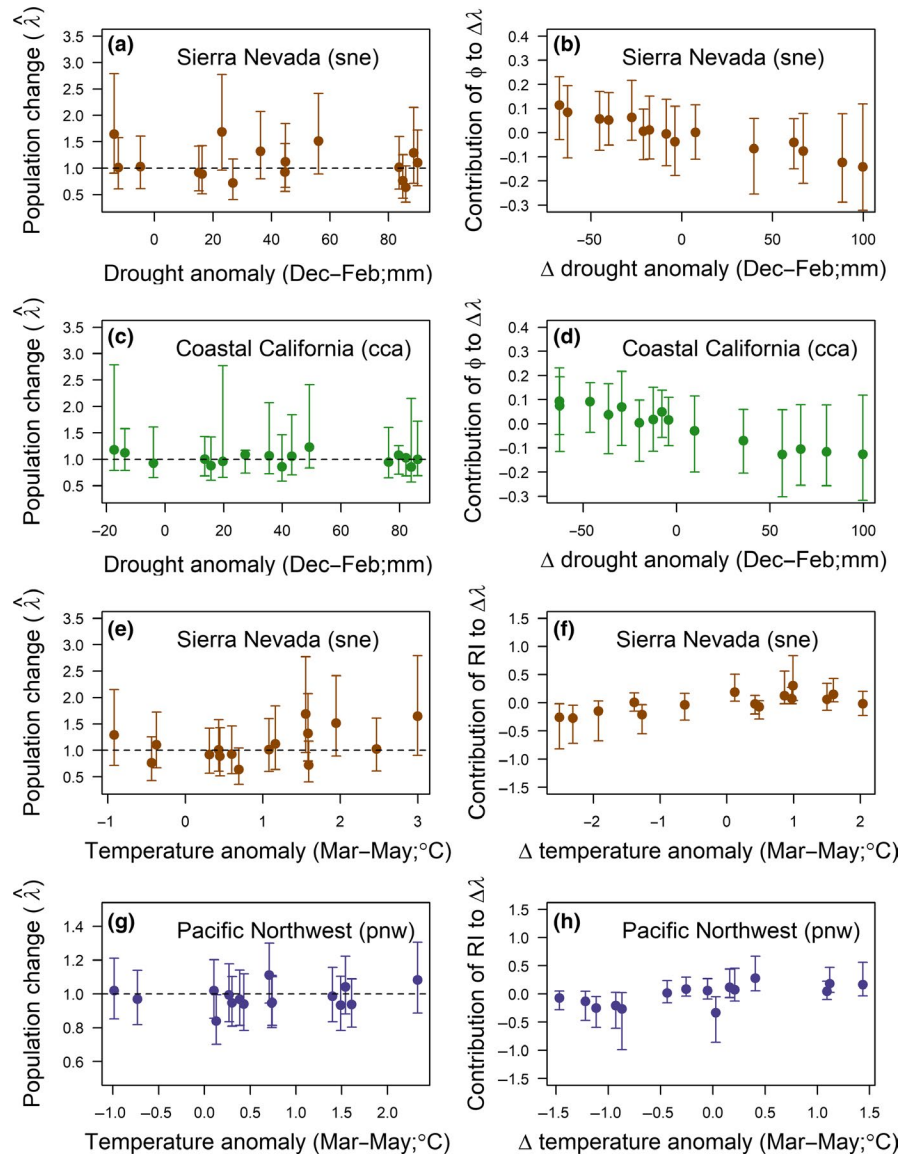 (a) Sierra Nevada (sne)
Population change (λ̂)
3.5
3.0
2.5
2.0
1.5
1.0
0.5
0 20 40 60 80
Drought anomaly (Dec–Feb;mm)
(b) Sierra Nevada (sne)
Contribution of ϕ to Δλ
0.4
0.3
0.2
0.1
0.0
−0.1
−0.2
−0.3
−50 0 50 100
Δ drought anomaly (Dec–Feb;mm)
(c) Coastal California (cca)
Population change (λ̂)
3.5
3.0
2.5
2.0
1.5
1.0
0.5
−20 0 20 40 60 80
Drought anomaly (Dec–Feb;mm)
(d) Coastal California (cca)
Contribution of ϕ to Δλ
0.4
0.3
0.2
0.1
0.0
−0.1
−0.2
−0.3
−50 0 50 100
Δ drought anomaly (Dec–Feb;mm)
(e) Sierra Nevada (sne)
Population change (λ̂)
3.5
3.0
2.5
2.0
1.5
1.0
0.5
−1 0 1 2 3
Temperature anomaly (Mar–May;°C)
(f) Sierra Nevada (sne)
Contribution of RI to Δλ
1.5
1.0
0.5
0.0
−0.5
−1.0
−1.5
−2 −1 0 1 2
Δ temperature anomaly (Mar–May;°C)
(g) Pacific Northwest (pnw)
Population change (λ̂)
1.4
1.2
1.0
0.8
0.6
−1.0 −0.5 0.0 0.5 1.0 1.5 2.0
Temperature anomaly (Mar–May;°C)
(h) Pacific Northwest (pnw)
Contribution of RI to Δλ
1.5
1.0
0.5
0.0
−0.5
−1.0
−1.5
−1.5 −1.0 −0.5 0.0 0.5 1.0 1.5
Δ temperature anomaly (Mar–May;°C)